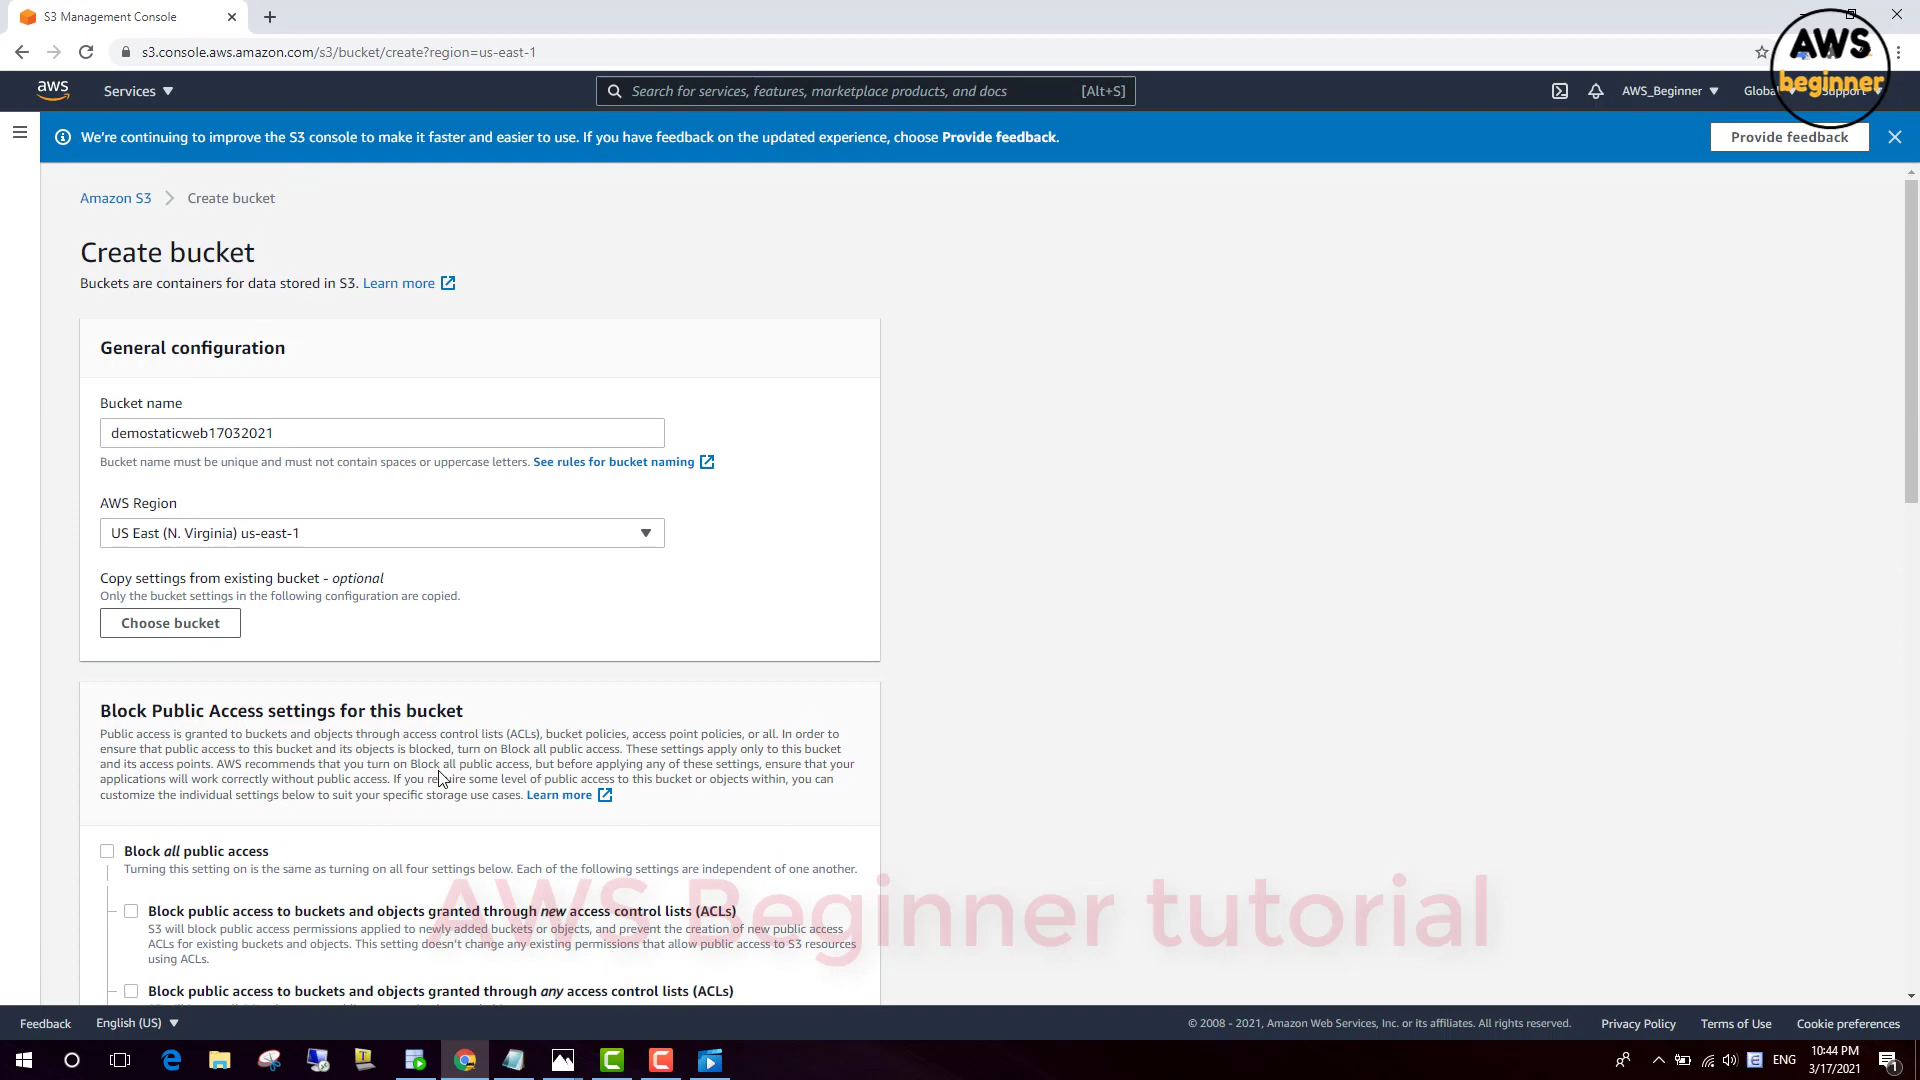 S3 Management Console
s3.console.aws.amazon.com/s3/bucket/create?region=us-east-1
AWS
beginner
aws
Services
Search for services, features, marketplace products, and docs [Alt+S]
AWS_Beginner
Support
We're continuing to improve the S3 console to make it faster and easier to use. If you have feedback on the updated experience, choose Provide feedback.
Provide feedback
Amazon S3 Create bucket
Create bucket
Buckets are containers for data stored in S3. Learn more
General configuration
Bucket name
demostaticweb17032021
Bucket name must be unique and must not contain spaces or uppercase letters. See rules for bucket naming
AWS Region
US East (N. Virginia) us-east-1
Copy settings from existing bucket - optional
Only the bucket settings in the following configuration are copied.
Choose bucket
Block Public Access settings for this bucket
Public access is granted to buckets and objects through access control lists (ACLs), bucket policies, access point policies, or all. In order to
ensure that public access to this bucket and its objects is blocked, turn on Block all public access. These settings apply only to this bucket
and its access points. AWS recommends that you turn on Block all public access, but before applying any of these settings, ensure that your
applications will work correctly without public access. If you require some level of public access to this bucket or objects within, you can
customize the individual settings below to suit your specific storage use cases. Learn more
Block all public access
Turning this setting on is the same as turning on all four settings below. Each of the following settings are independent of one another.
Block public access to buckets and objects granted through new access control lists (ACLs)
S3 will block public access permissions applied to newly added buckets or objects, and prevent the creation of new public access
ACLs for existing buckets and objects. This setting doesn't change any existing permissions that allow public access to S3 resources
using ACLs.
AWS Beginner tutorial
Block public access to buckets and objects granted through any access control lists (ACLs)
Feedback English (US)
© 2008 - 2021, Amazon Web Services, Inc. or its affiliates. All rights reserved. Privacy Policy Terms of Use Cookie preferences
ENG
10:44 PM
3/17/2021